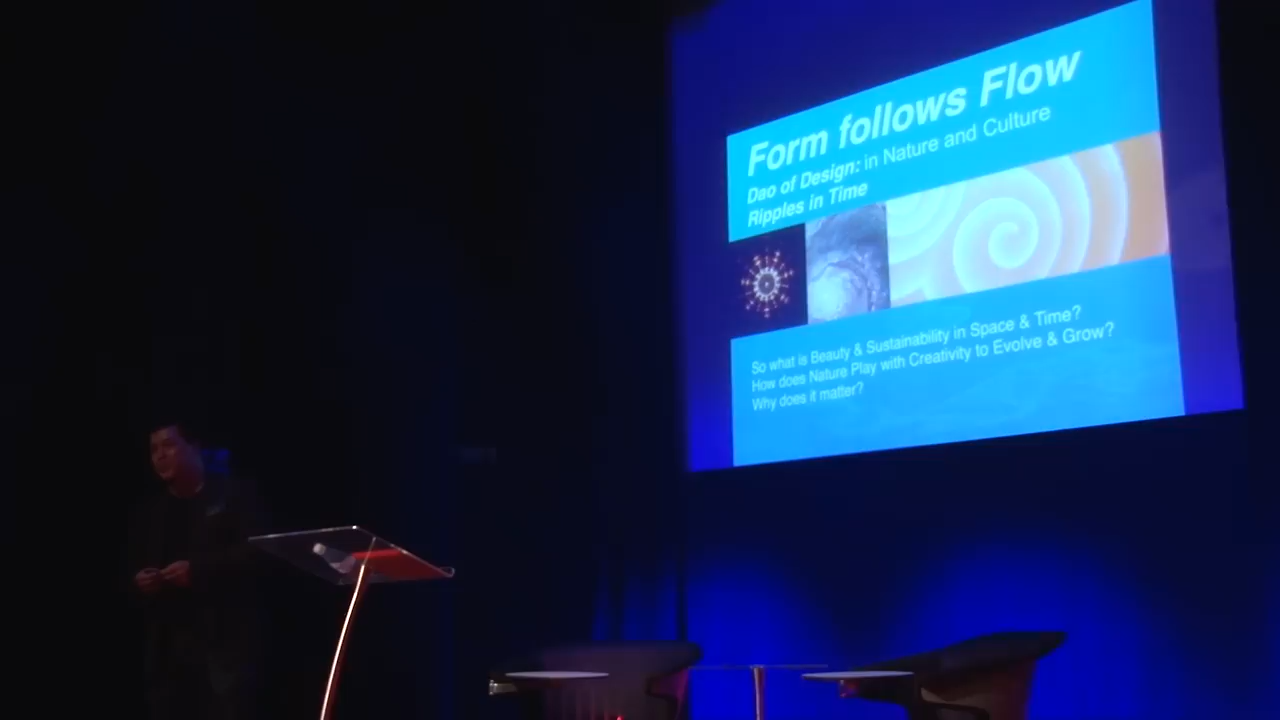 Form follows Flow
Dao of Design: in Nature and Culture
Ripples in Time
So what is Beauty & Sustainability in Space & Time?
How does Nature Play with Creativity to Evolve & Grow?
Why does it matter?